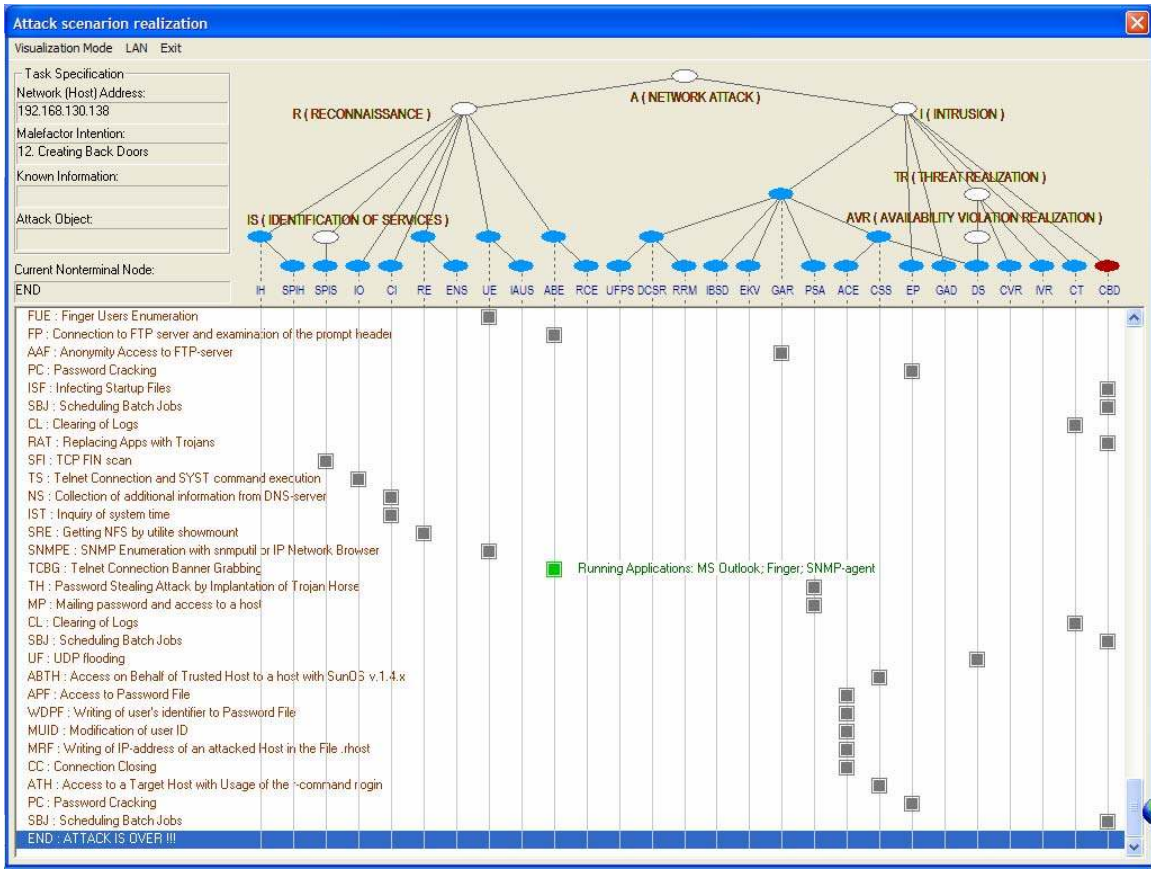 Attack scenarion realization
Visualization Mode LAN Exit
Task Specification
Network (Host) Address:
192.168.130.138
Malefactor Intention:
12. Creating Back Doors
Known Information:
Attack Object:
Current Nonterminal Node:
END
A ( NETWORK ATTACK )
R ( RECONNAISSANCE )
I ( INTRUSION )
TR ( THREAT REALIZATION )
IS ( IDENTIFICATION OF SERVICES )
AVR ( AVAILABILITY VIOLATION REALIZATION )
IH SPIH SPIS IO CI RE ENS UE IAUS ABE RCE UFPS DCSR RRM IBSD EKV GAR PSA ACE CSS EP GAD DS CVR IVR CT CBD
FUE : Finger Users Enumeration
FP : Connection to FTP server and examination of the prompt header
AAF : Anonymity Access to FTP-server
PC : Password Cracking
ISF : Infecting Startup Files
SBJ : Scheduling Batch Jobs
CL : Clearing of Logs
RAT : Replacing Apps with Trojans
SFI : TCP FIN scan
TS : Telnet Connection and SYST command execution
NS : Collection of additional information from DNS-server
IST : Inquiry of system time
SRE : Getting NFS by utilite showmount
SNMPE : SNMP Enumeration with snmputil or IP Network Browser
TCBG : Telnet Connection Banner Grabbing Running Applications: MS Outlook; Finger; SNMP-agent
TH : Password Stealing Attack by Implantation of Trojan Horse
MP : Mailing password and access to a host
CL : Clearing of Logs
SBJ : Scheduling Batch Jobs
UF : UDP flooding
ABTH : Access on Behalf of Trusted Host to a host with SunOS v.1.4.x
APF : Access to Password File
WDPF : Writing of user's identifier to Password File
MUID : Modification of user ID
MRF : Writing of IP-address of an attacked Host in the File .rhost
CC : Connection Closing
ATH : Access to a Target Host with Usage of the r-command rlogin
PC : Password Cracking
SBJ : Scheduling Batch Jobs
END : ATTACK IS OVER !!!